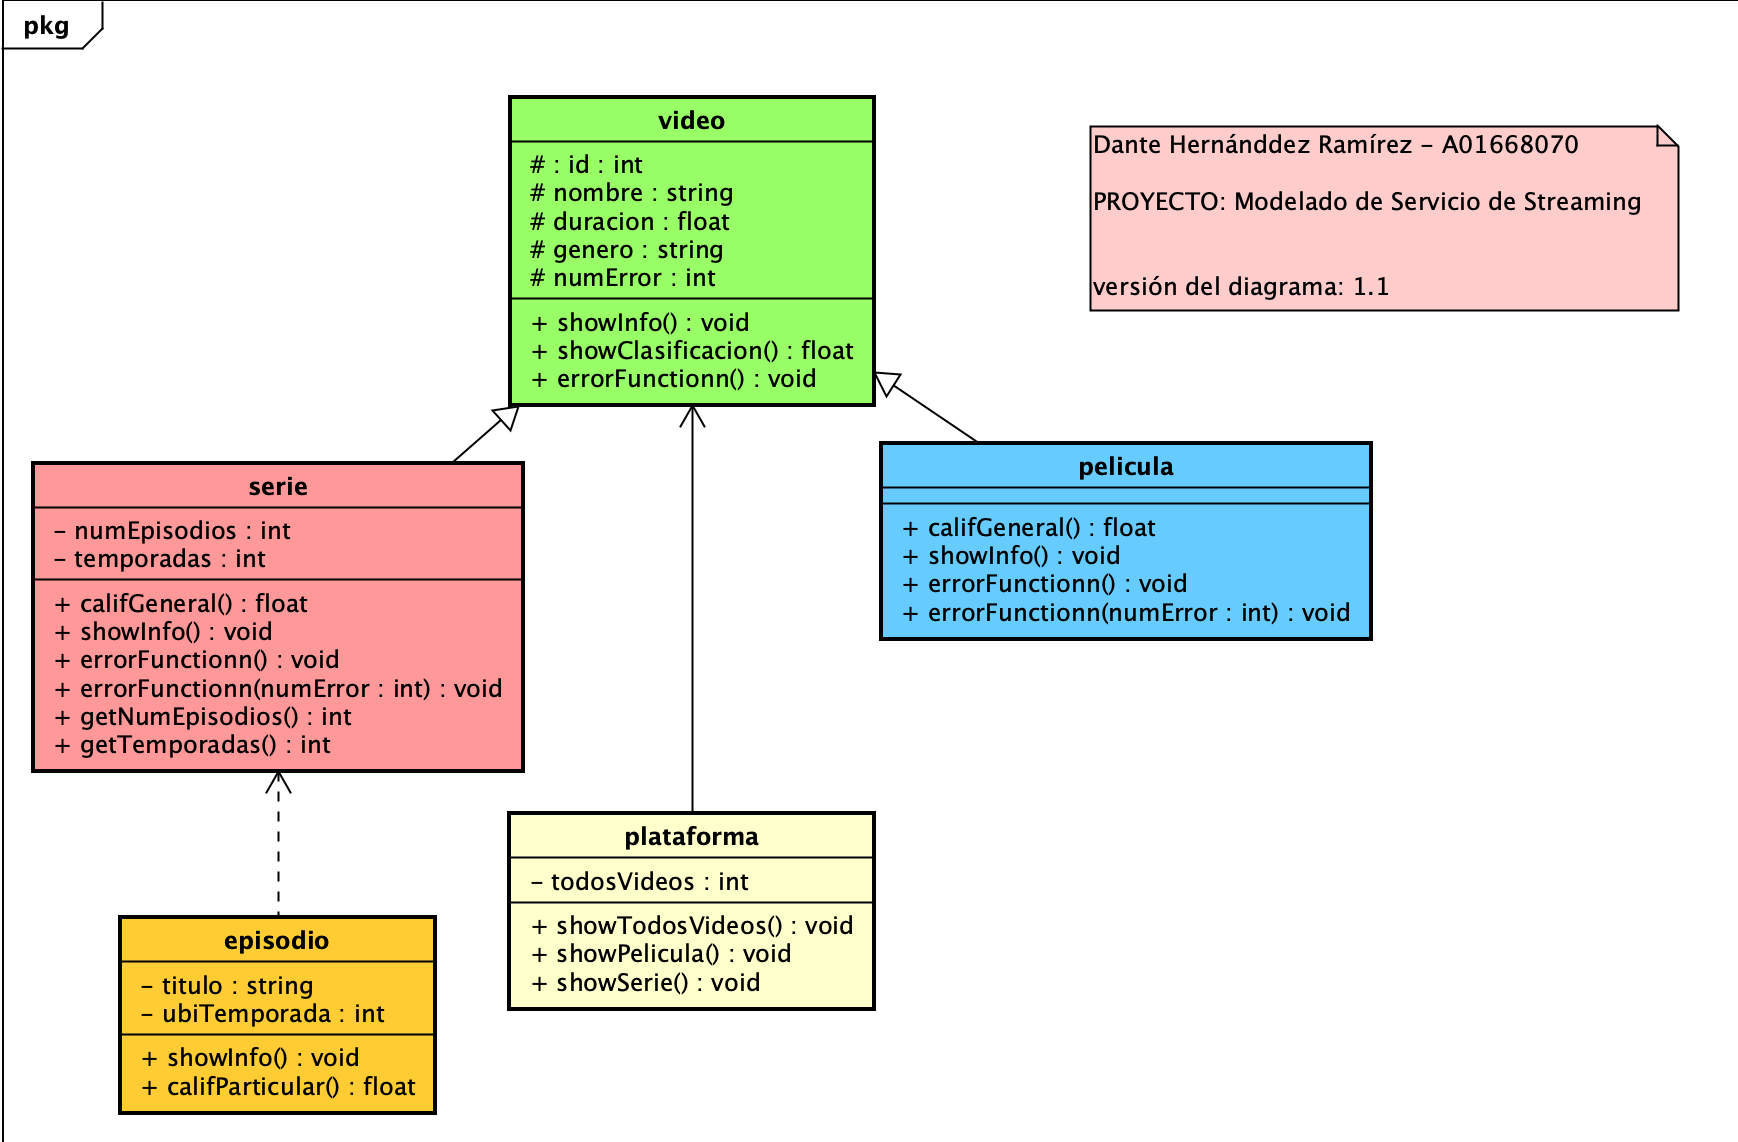 pkg
video
# : id : int
# nombre : string
# duracion : float
# genero : string
# numError : int
+ showInfo() : void
+ showClasificacion() : float
+ errorFunctionn() : void
Dante Hernánddez Ramírez - A01668070
PROYECTO: Modelado de Servicio de Streaming
versión del diagrama: 1.1
serie
- numEpisodios : int
- temporadas : int
+ califGeneral() : float
+ showInfo() : void
+ errorFunctionn() : void
+ errorFunctionn(numError : int) : void
+ getNumEpisodios() : int
+ getTemporadas() : int
pelicula
+ califGeneral() : float
+ showInfo() : void
+ errorFunctionn() : void
+ errorFunctionn(numError : int) : void
plataforma
- todosVideos : int
+ showTodosVideos() : void
+ showPelicula() : void
+ showSerie() : void
episodio
- titulo : string
- ubiTemporada : int
+ showInfo() : void
+ califParticular() : float